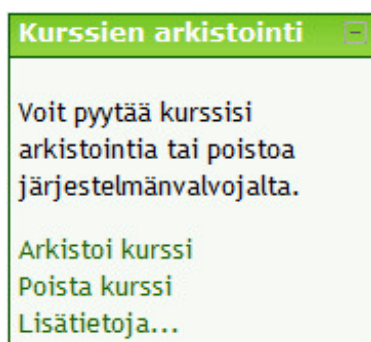 Kurssien arkistointi
Voit pyytää kurssisi
arkistointia tai poistoa
järjestelmänvalvojalta.
Arkistoi kurssi
Poista kurssi
Lisätietoja...